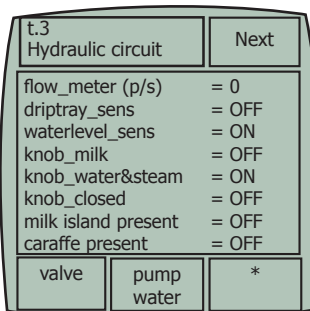 t.3
Hydraulic circuit
Next
flow_meter (p/s) = 0
driptray_sens = OFF
waterlevel_sens = ON
knob_milk = OFF
knob_water&steam = ON
knob_closed = OFF
milk island present = OFF
caraffe present = OFF
valve
pump
water
*